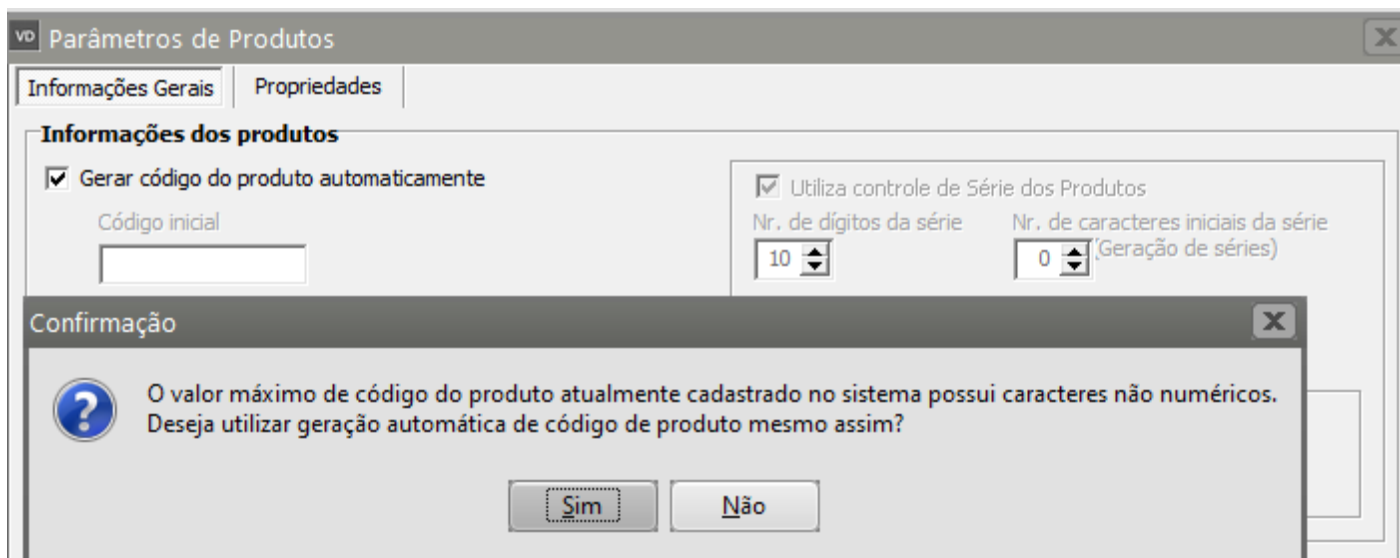 VD Parâmetros de Produtos
Informações Gerais Propriedades
Informações dos produtos
Gerar código do produto automaticamente
Código inicial
Utiliza controle de Série dos Produtos
Nr. de dígitos da série Nr. de caracteres iniciais da série
(Geração de séries)
10 0
Confirmação
O valor máximo de código do produto atualmente cadastrado no sistema possui caracteres não numéricos.
Deseja utilizar geração automática de código de produto mesmo assim?
Sim Não